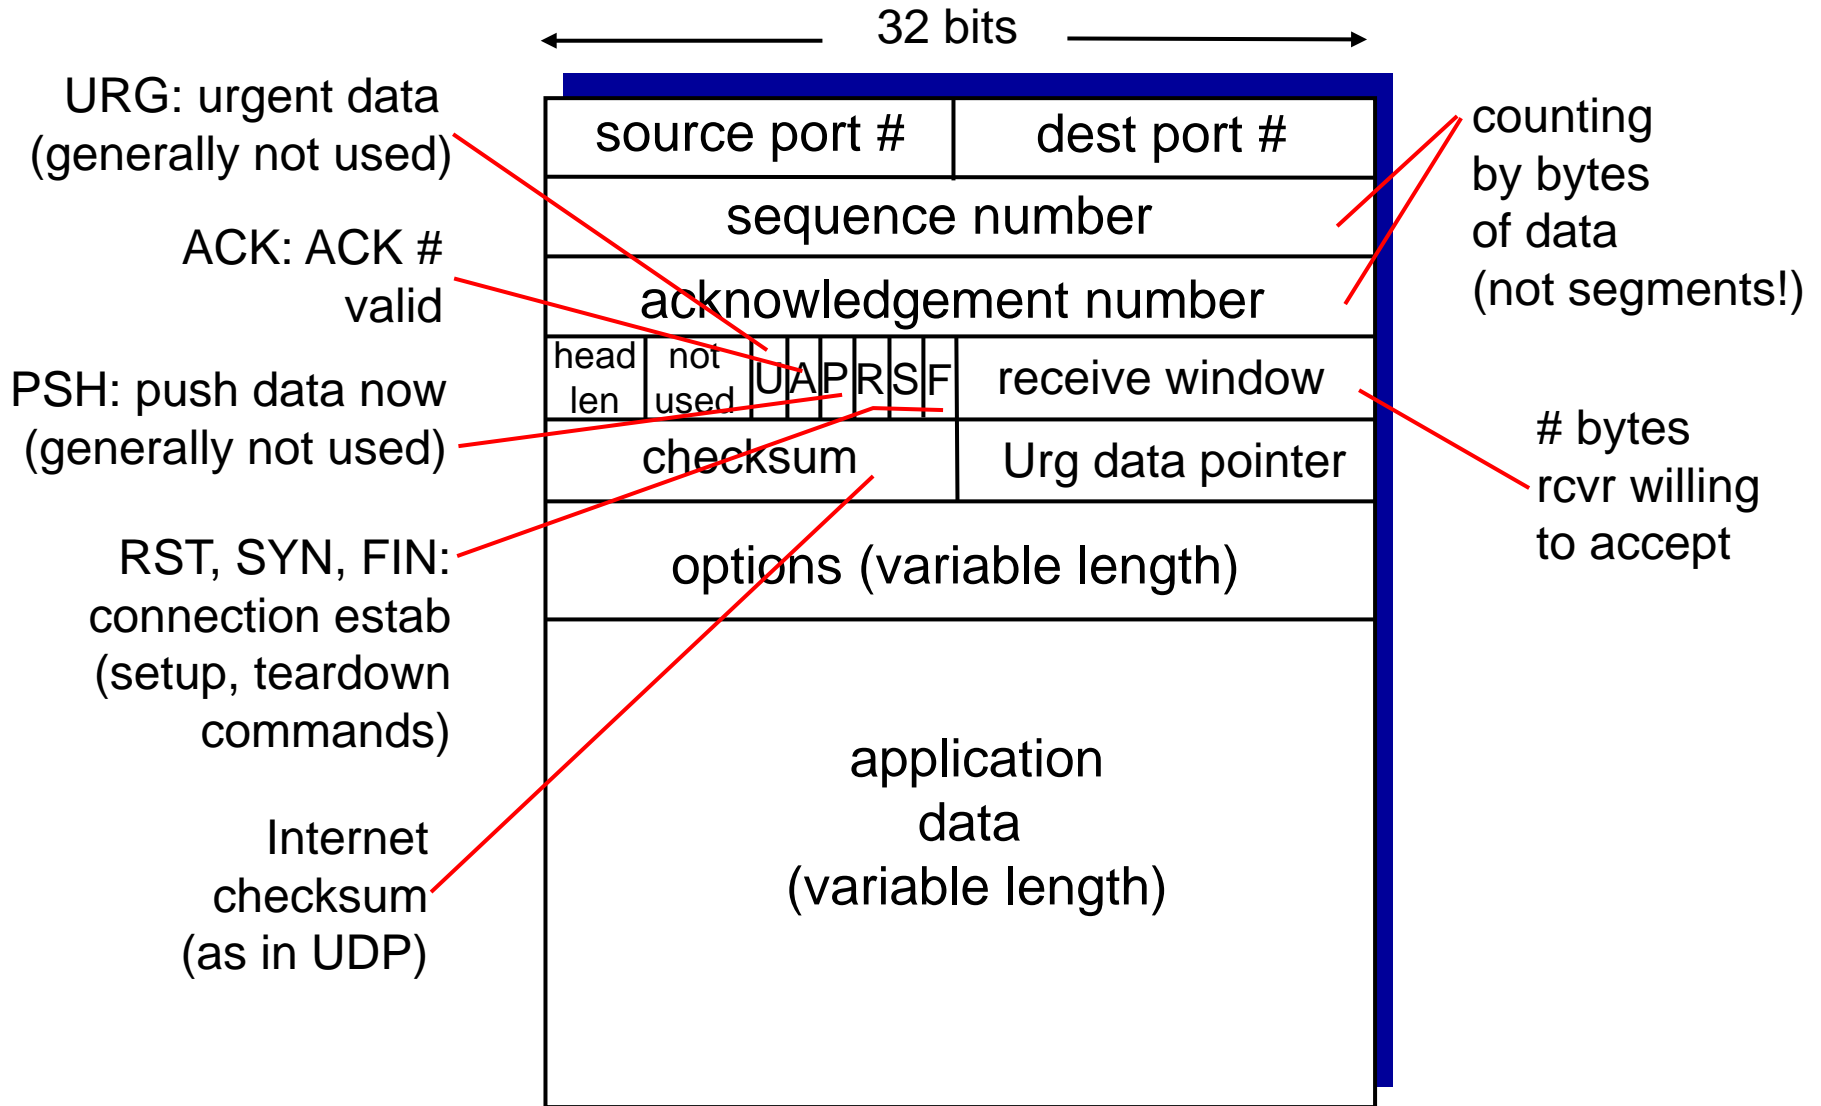 32 bits
URG: urgent data
(generally not used)
ACK: ACK #
valid
PSH: push data now
(generally not used)
RST, SYN, FIN:
connection estab
(setup, teardown
commands)
Internet
checksum
(as in UDP)
source port #
dest port #
sequence number
acknowledgement number
head
len
not
used
U
A
P
R
S
F
receive window
checksum
Urg data pointer
options (variable length)
application
data
(variable length)
counting
by bytes
of data
(not segments!)
# bytes
rcvr willing
to accept